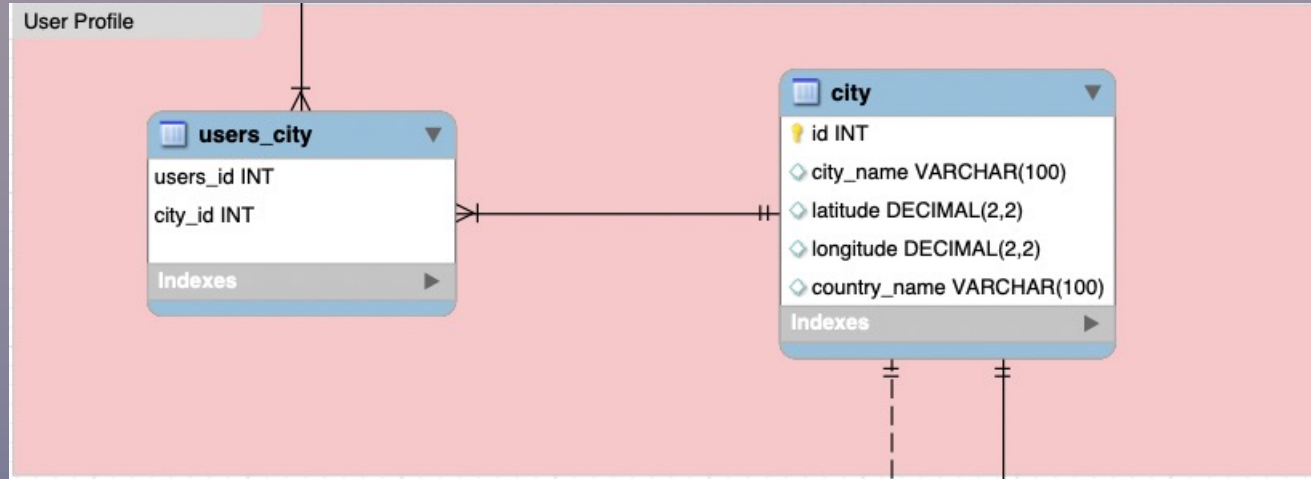 User Profile
users_city
users_id INT
city_id INT
Indexes
city
id INT
city_name VARCHAR(100)
latitude DECIMAL(2,2)
longitude DECIMAL(2,2)
country_name VARCHAR(100)
Indexes